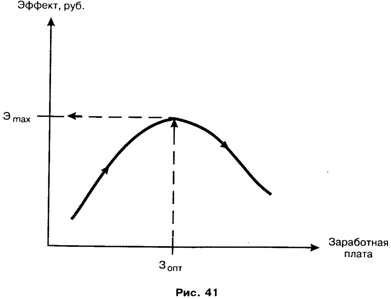 Эффект, руб.
Э max
З опт
Заработная
плата
Рис. 41